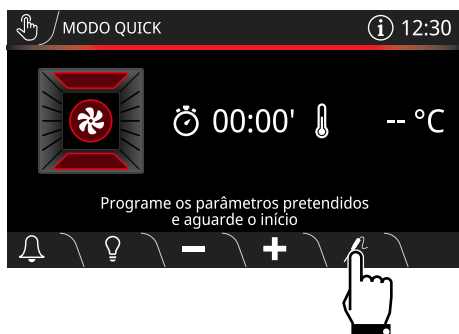 MODO QUICK
i 12:30
00:00' -- °C
Programe os parâmetros pretendidos
e aguarde o início